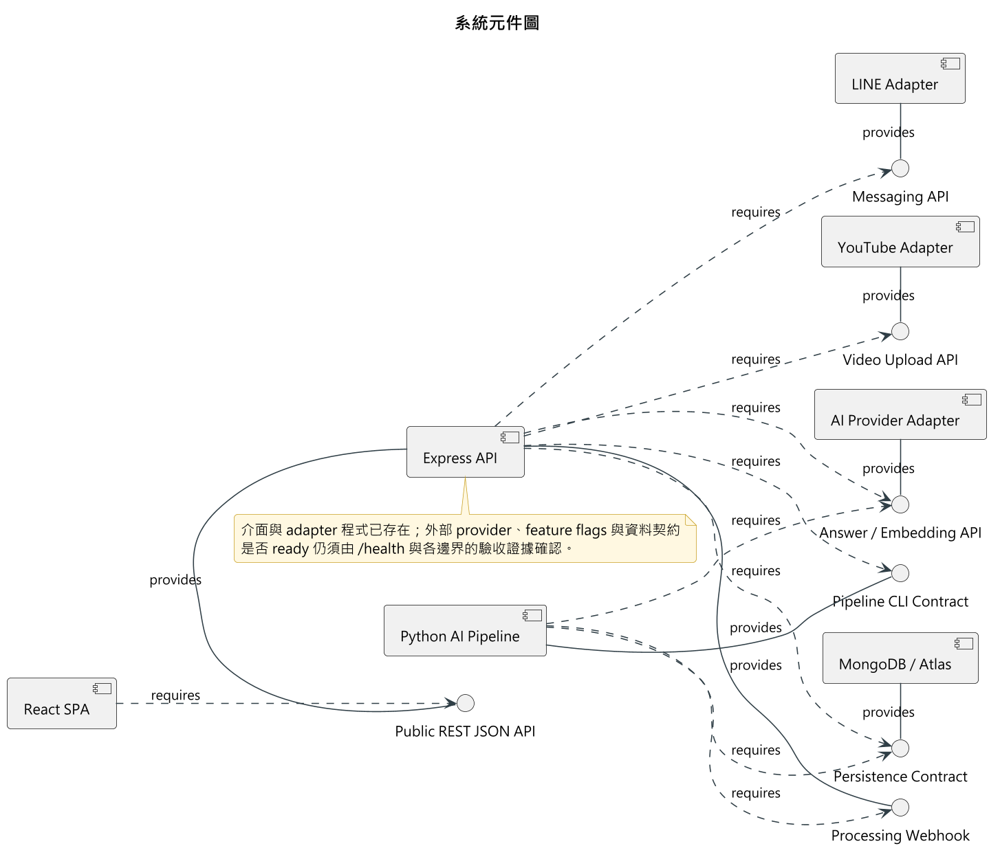 系統元件圖
LINE Adapter
provides
Messaging API
requires
YouTube Adapter
provides
Video Upload API
requires
AI Provider Adapter
requires
provides
Answer / Embedding API
Express API
requires
介面與 adapter 程式已存在；外部 provider、feature flags 與資料契約
是否 ready 仍須由 /health 與各邊界的驗收證據確認。
requires
requires
provides
Pipeline CLI Contract
Python AI Pipeline
provides
provides
MongoDB / Atlas
React SPA
requires
provides
Public REST JSON API
requires
Persistence Contract
requires
Processing Webhook